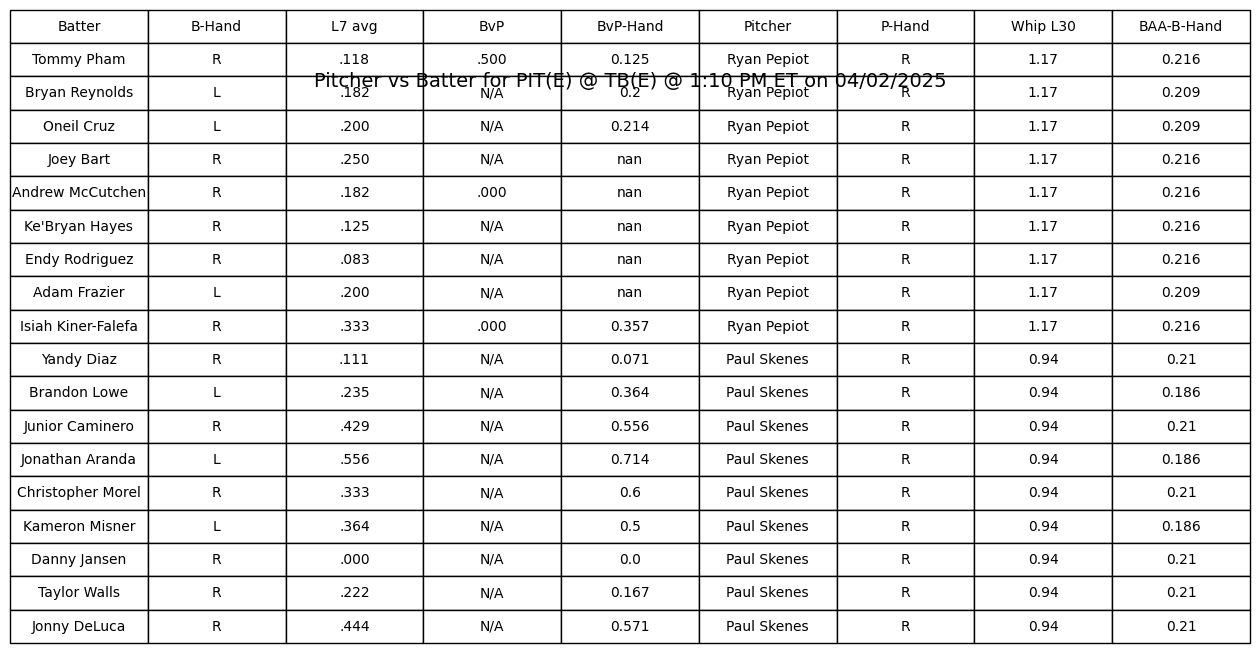 Batter B-Hand L7 avg BvP BvP-Hand Pitcher P-Hand Whip L30 BAA-B-Hand
Tommy Pham R .118 .500 0.125 Ryan Pepiot R 1.17 0.216
Pitcher vs Batter for PIT(E) @ TB(E) @ 1:10 PM ET on 04/02/2025
Bryan Reynolds L .182 N/A 0.2 Ryan Pepiot R 1.17 0.209
Oneil Cruz L .200 N/A 0.214 Ryan Pepiot R 1.17 0.209
Joey Bart R .250 N/A nan Ryan Pepiot R 1.17 0.216
Andrew McCutchen R .182 .000 nan Ryan Pepiot R 1.17 0.216
Ke'Bryan Hayes R .125 N/A nan Ryan Pepiot R 1.17 0.216
Endy Rodriguez R .083 N/A nan Ryan Pepiot R 1.17 0.216
Adam Frazier L .200 N/A nan Ryan Pepiot R 1.17 0.209
Isiah Kiner-Falefa R .333 .000 0.357 Ryan Pepiot R 1.17 0.216
Yandy Diaz R .111 N/A 0.071 Paul Skenes R 0.94 0.21
Brandon Lowe L .235 N/A 0.364 Paul Skenes R 0.94 0.186
Junior Caminero R .429 N/A 0.556 Paul Skenes R 0.94 0.21
Jonathan Aranda L .556 N/A 0.714 Paul Skenes R 0.94 0.186
Christopher Morel R .333 N/A 0.6 Paul Skenes R 0.94 0.21
Kameron Misner L .364 N/A 0.5 Paul Skenes R 0.94 0.186
Danny Jansen R .000 N/A 0.0 Paul Skenes R 0.94 0.21
Taylor Walls R .222 N/A 0.167 Paul Skenes R 0.94 0.21
Jonny DeLuca R .444 N/A 0.571 Paul Skenes R 0.94 0.21